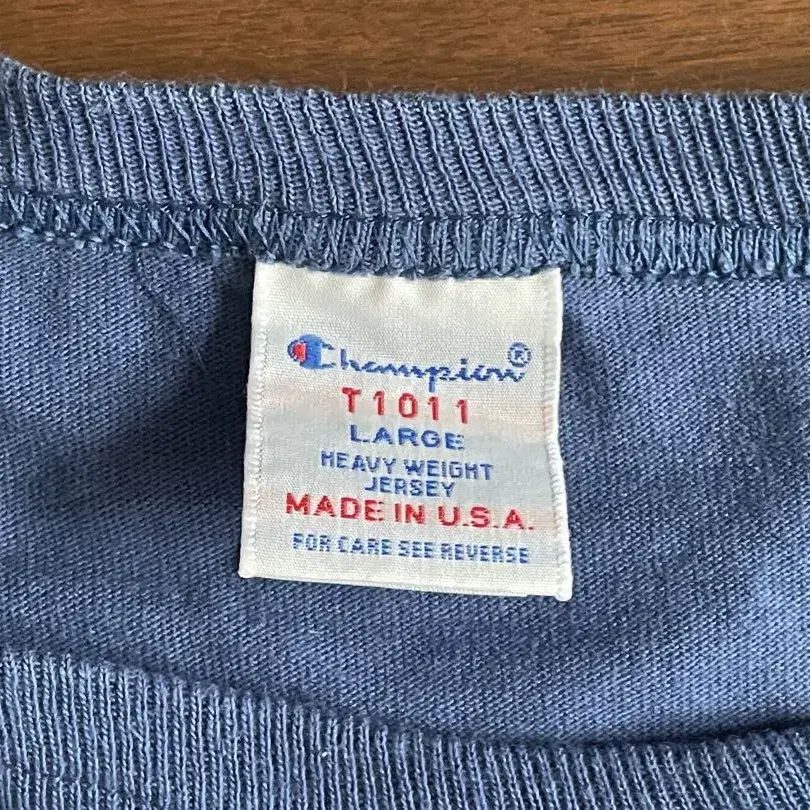 Champion®
T1011
LARGE
HEAVY WEIGHT
JERSEY
MADE IN U.S.A.
FOR CARE SEE REVERSE